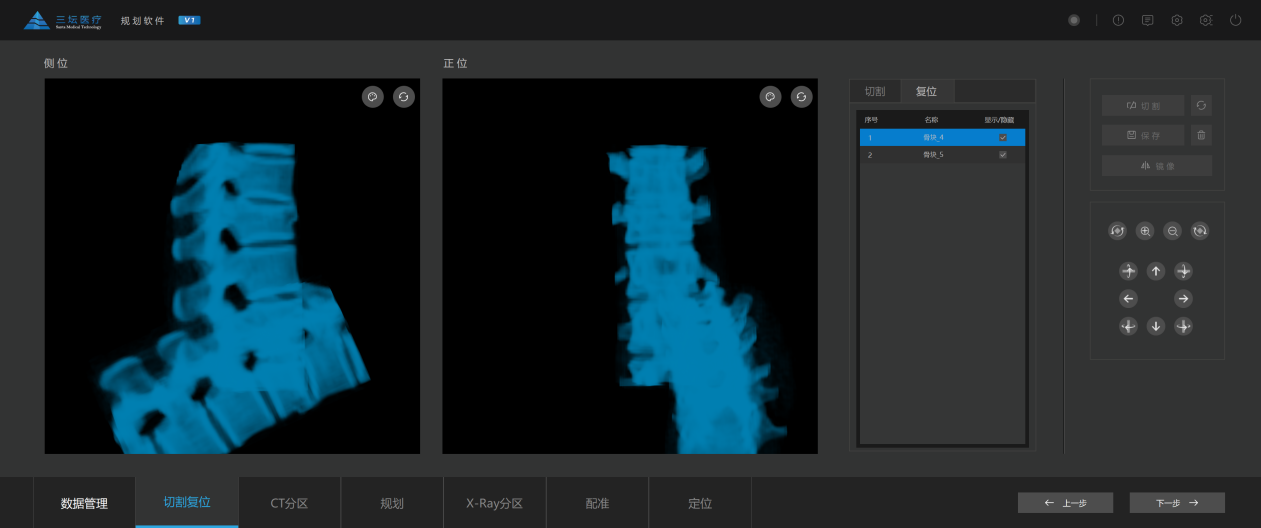 三坛医疗
Santa Medical Technology
规划软件 V1
侧位
正位
切割 复位
序号 名称 显示/隐藏
1 骨块_4
2 骨块_5
切割
保存
镜像
数据管理 切割复位 CT分区 规划 X-Ray分区 配准 定位
← 上一步 下一步 →